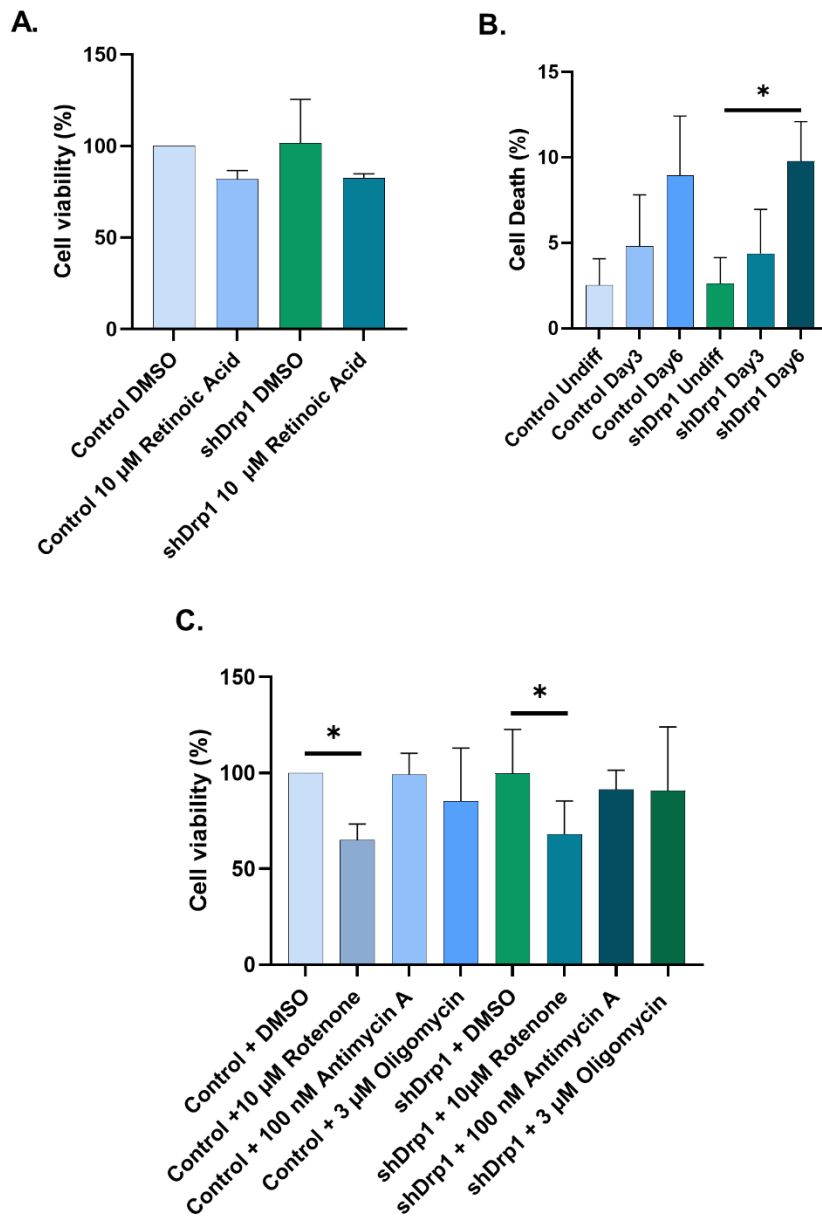 A.
Cell viability (%)
150
100
50
0
Control DMSO
Control 10 µM Retinoic Acid
shDrp1 DMSO
shDrp1 10 µM Retinoic Acid
B.
Cell Death (%)
15
10
5
0
*
Control Undiff
Control Day3
Control Day6
shDrp1 Undiff
shDrp1 Day3
shDrp1 Day6
C.
Cell viability (%)
150
100
50
0
*
*
Control + DMSO
Control +10 µM Rotenone
Control + 100 nM Antimycin A
Control + 3 µM Oligomycin
shDrp1 + DMSO
shDrp1 + 10µM Rotenone
shDrp1 + 100 nM Antimycin A
shDrp1 + 3 µM Oligomycin